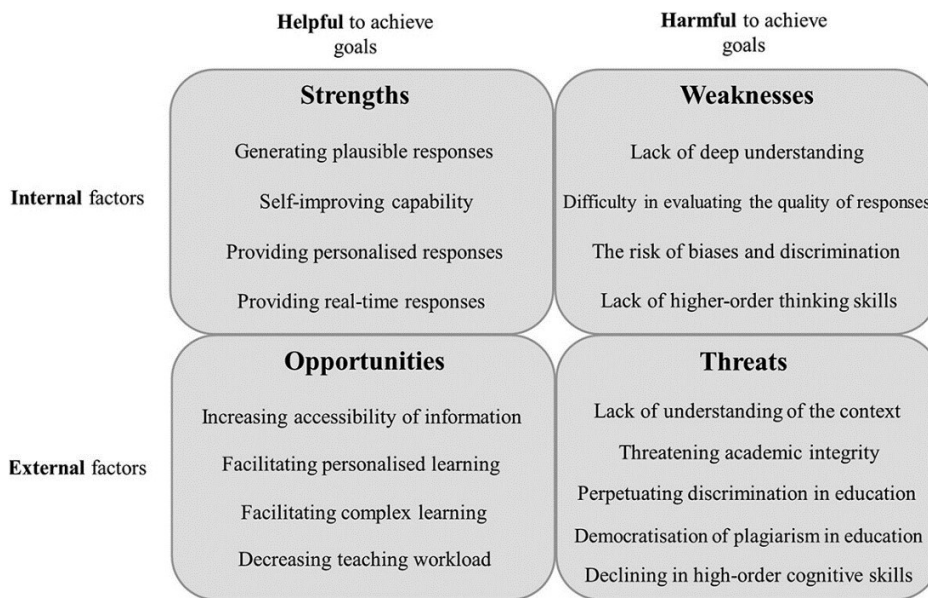 Helpful to achieve
goals
Harmful to achieve
goals
Internal factors
Strengths
Generating plausible responses
Self-improving capability
Providing personalised responses
Providing real-time responses
Weaknesses
Lack of deep understanding
Difficulty in evaluating the quality of responses
The risk of biases and discrimination
Lack of higher-order thinking skills
External factors
Opportunities
Increasing accessibility of information
Facilitating personalised learning
Facilitating complex learning
Decreasing teaching workload
Threats
Lack of understanding of the context
Threatening academic integrity
Perpetuating discrimination in education
Democratisation of plagiarism in education
Declining in high-order cognitive skills